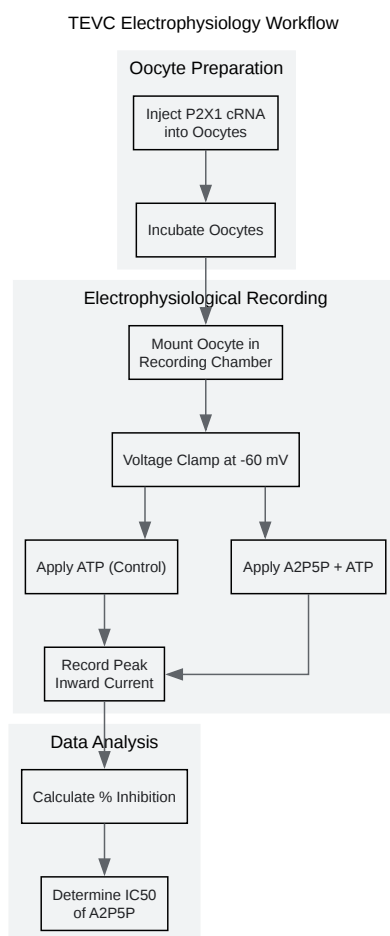 TEVC Electrophysiology Workflow
Oocyte Preparation
Inject P2X1 cRNA
into Oocytes
Incubate Oocytes
Electrophysiological Recording
Mount Oocyte in
Recording Chamber
Voltage Clamp at -60 mV
Apply ATP (Control)
Apply A2P5P + ATP
Record Peak
Inward Current
Data Analysis
Calculate % Inhibition
Determine IC50
of A2P5P